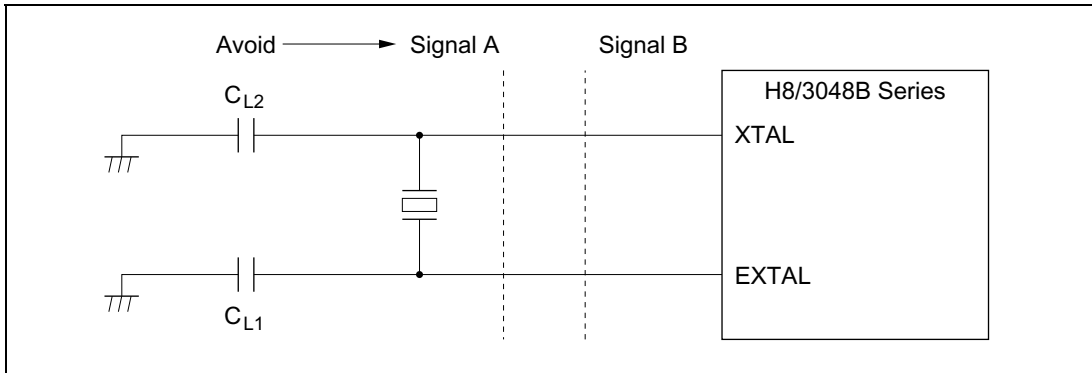 Avoid Signal A Signal B
H8/3048B Series
CL2
XTAL
EXTAL
CL1